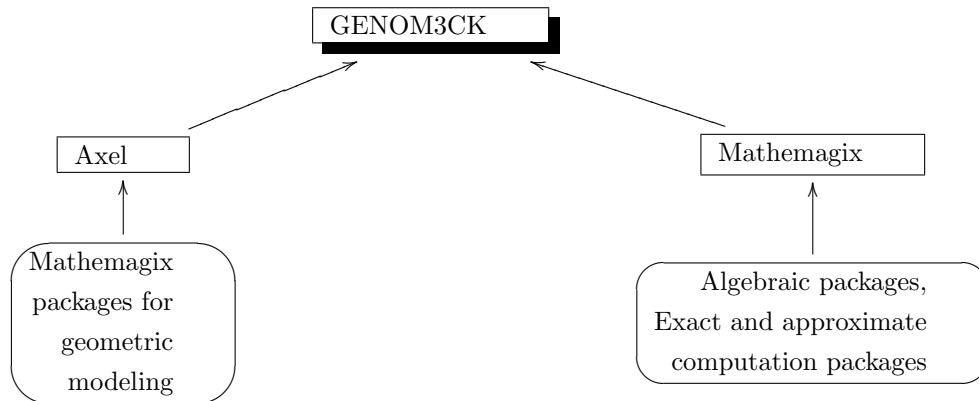 GENOM3CK
Axel
Mathemagix
Mathemagix
packages for
geometric
modeling
Algebraic packages,
Exact and approximate
computation packages